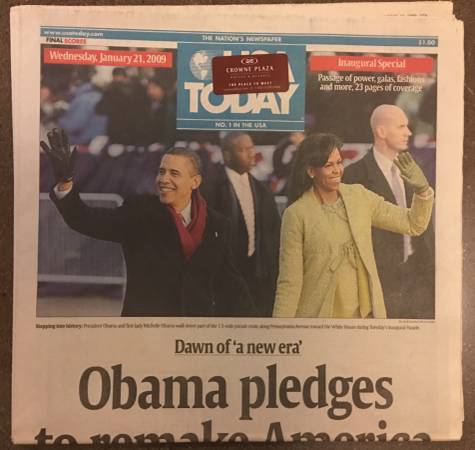 www.usatoday.com
THE NATION'S NEWSPAPER
$1.00
FINAL SCORES
Wednesday, January 21, 2009
USA
TODAY
CROWNE PLAZA
THE PLACE TO MEET
NO. 1 IN THE USA
Inaugural Special
Passage of power, galas, fashions
and more, 23 pages of coverage
Stepping into history: President Obama and first lady Michelle Obama walk down part of the 1.5-mile parade route along Pennsylvania Avenue toward the White House during Tuesday's Inaugural Parade.
Dawn of 'a new era'
Obama pledges
to remake America